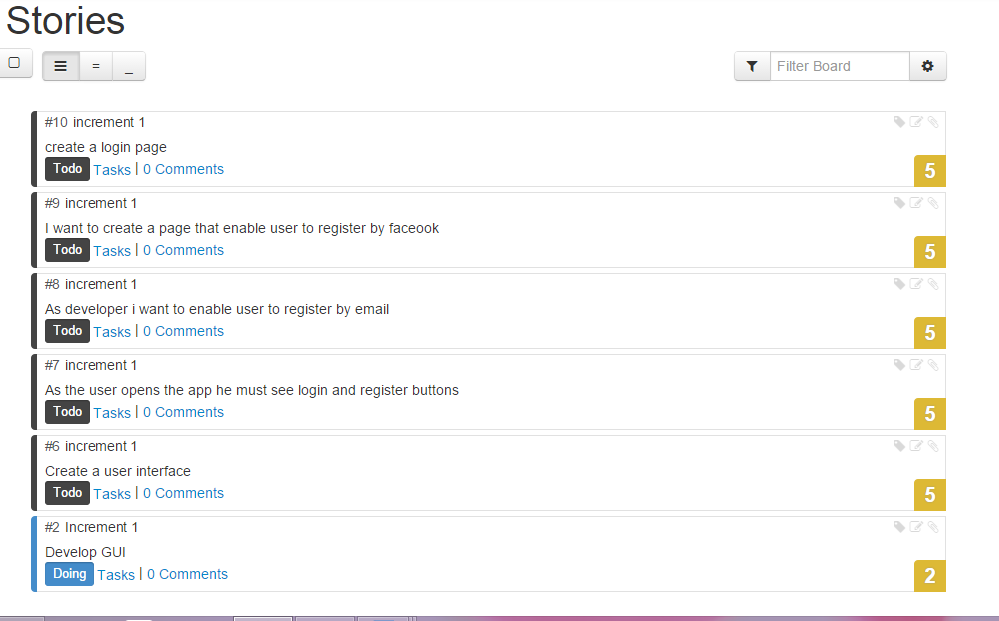 Stories
Filter Board
#10 increment 1
create a login page
Todo Tasks | 0 Comments
5
#9 increment 1
I want to create a page that enable user to register by faceook
Todo Tasks | 0 Comments
5
#8 increment 1
As developer i want to enable user to register by email
Todo Tasks | 0 Comments
5
#7 increment 1
As the user opens the app he must see login and register buttons
Todo Tasks | 0 Comments
5
#6 increment 1
Create a user interface
Todo Tasks | 0 Comments
5
#2 Increment 1
Develop GUI
Doing Tasks | 0 Comments
2